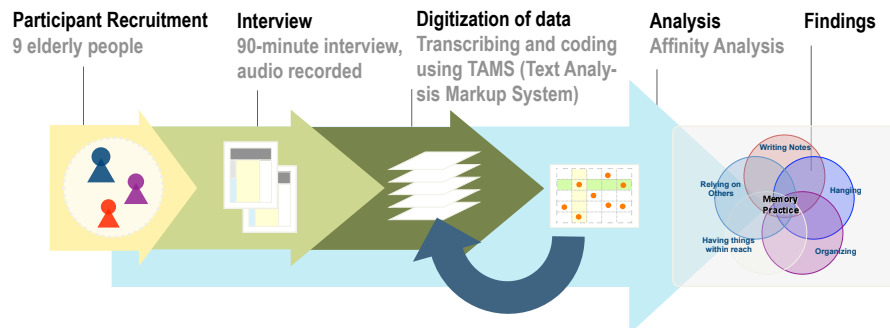 Participant Recruitment
9 elderly people
Interview
90-minute interview,
audio recorded
Digitization of data
Transcribing and coding
using TAMS (Text Analy-
sis Markup System)
Analysis
Affinity Analysis
Findings
Writing Notes
Relying on
Others
Hanging
Memory
Practice
Having things
within reach
Organizing